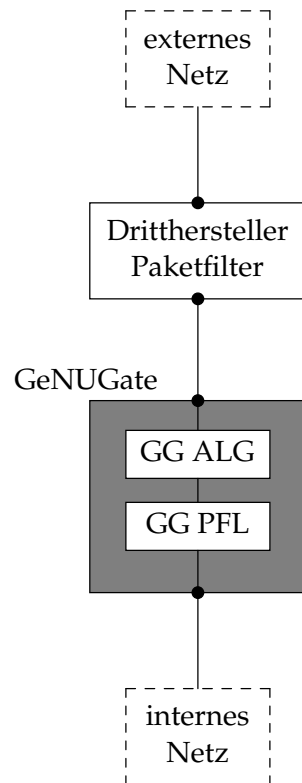 externes
Netz
Dritthersteller
Paketfilter
GeNUGate
GG ALG
GG PFL
internes
Netz